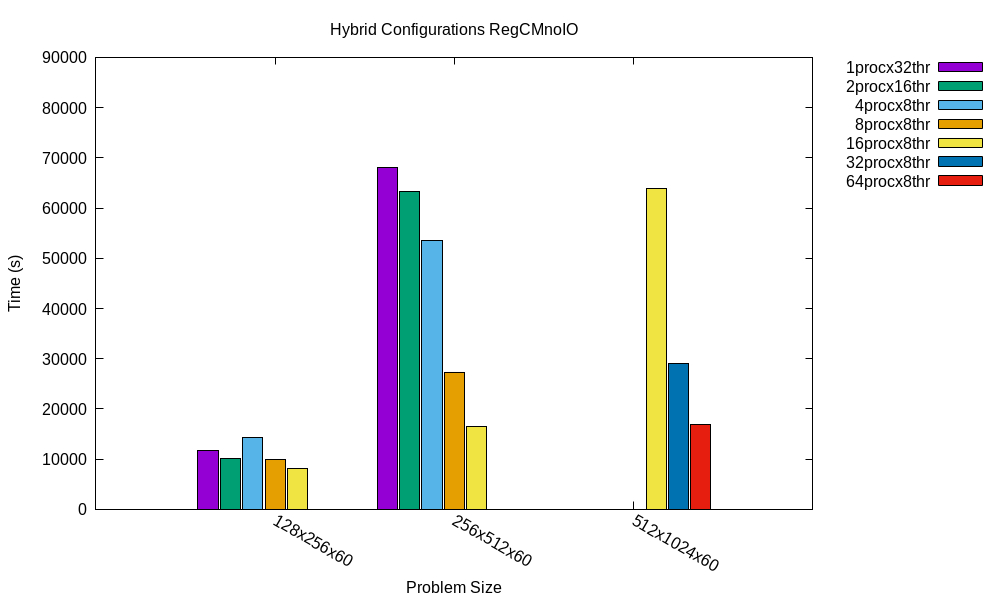 Hybrid Configurations RegCMnoIO
90000
80000
70000
60000
50000
40000
30000
20000
10000
0
Time (s)
128x256x60
256x512x60
512x1024x60
Problem Size
1procx32thr
2procx16thr
4procx8thr
8procx8thr
16procx8thr
32procx8thr
64procx8thr